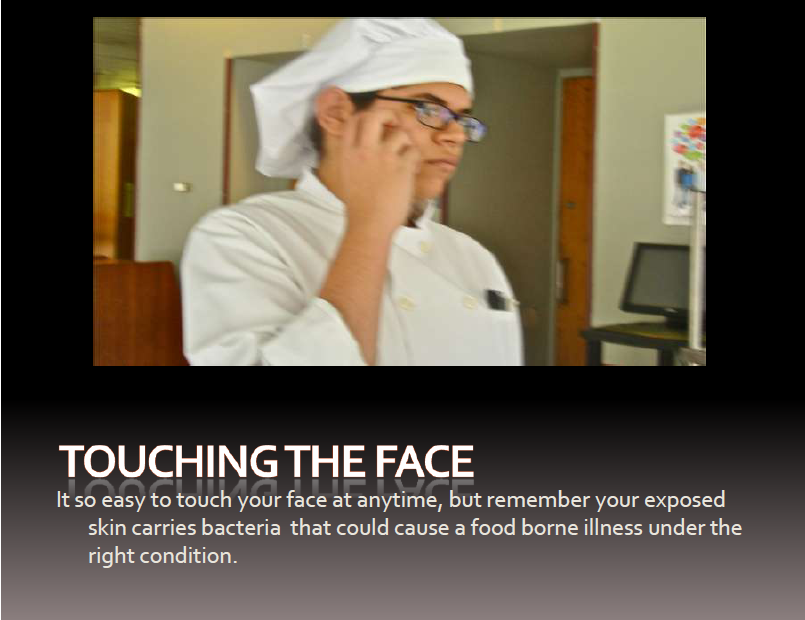 TOUCHING THE FACE
It so easy to touch your face at anytime, but remember your exposed
skin carries bacteria that could cause a food borne illness under the
right condition.